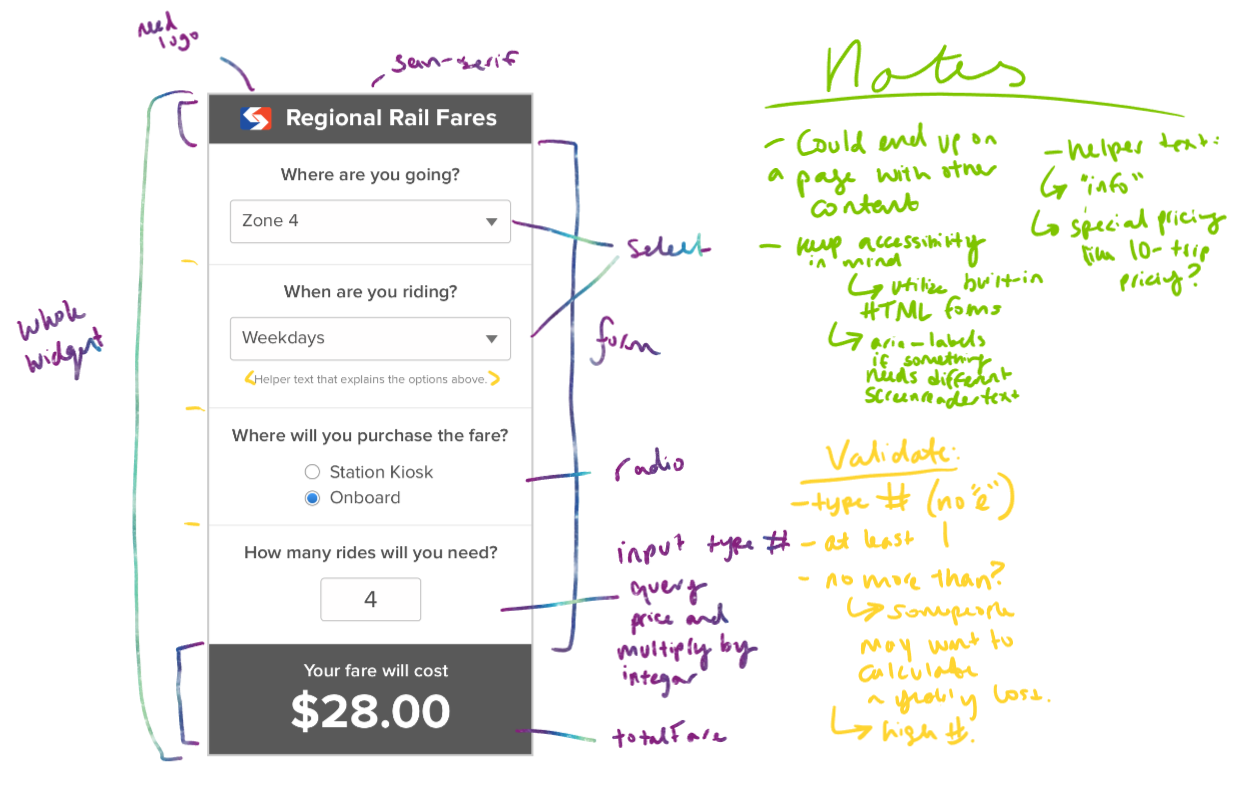 need
logo
san-serif
Regional Rail Fares
Where are you going?
Zone 4
select
When are you riding?
Weekdays
Helper text that explains the options above.
whole
widget
form
Where will you purchase the fare?
Station Kiosk
Onboard
radio
How many rides will you need?
4
input type #
query
price and
multiply by
integar
Your fare will cost
$28.00
totalFare
Notes
- Could end up on
a page with other
content
- keep accessibility
in mind
↳ utilize built-in
HTML forms
↳ aria-labels
if something
needs different
screenreader text
- helper text:
↳ "info"
↳ special pricing
like 10-trip
pricing?
Validate:
- type # (no "e")
- at least 1
- no more than?
↳ some people
may want to
calculate
a yearly cost.
↳ high #.